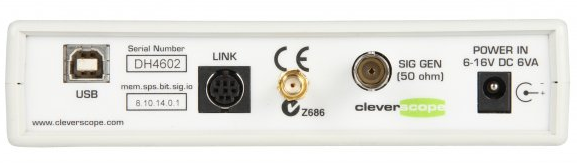 Serial Number
DH4602
USB
mem.sps.bit.sig.io
8.10.14.0.1
www.cleverscope.com
LINK
CE
Z686
SIG GEN
(50 ohm)
cleverscope
POWER IN
6-16V DC 6VA
- +